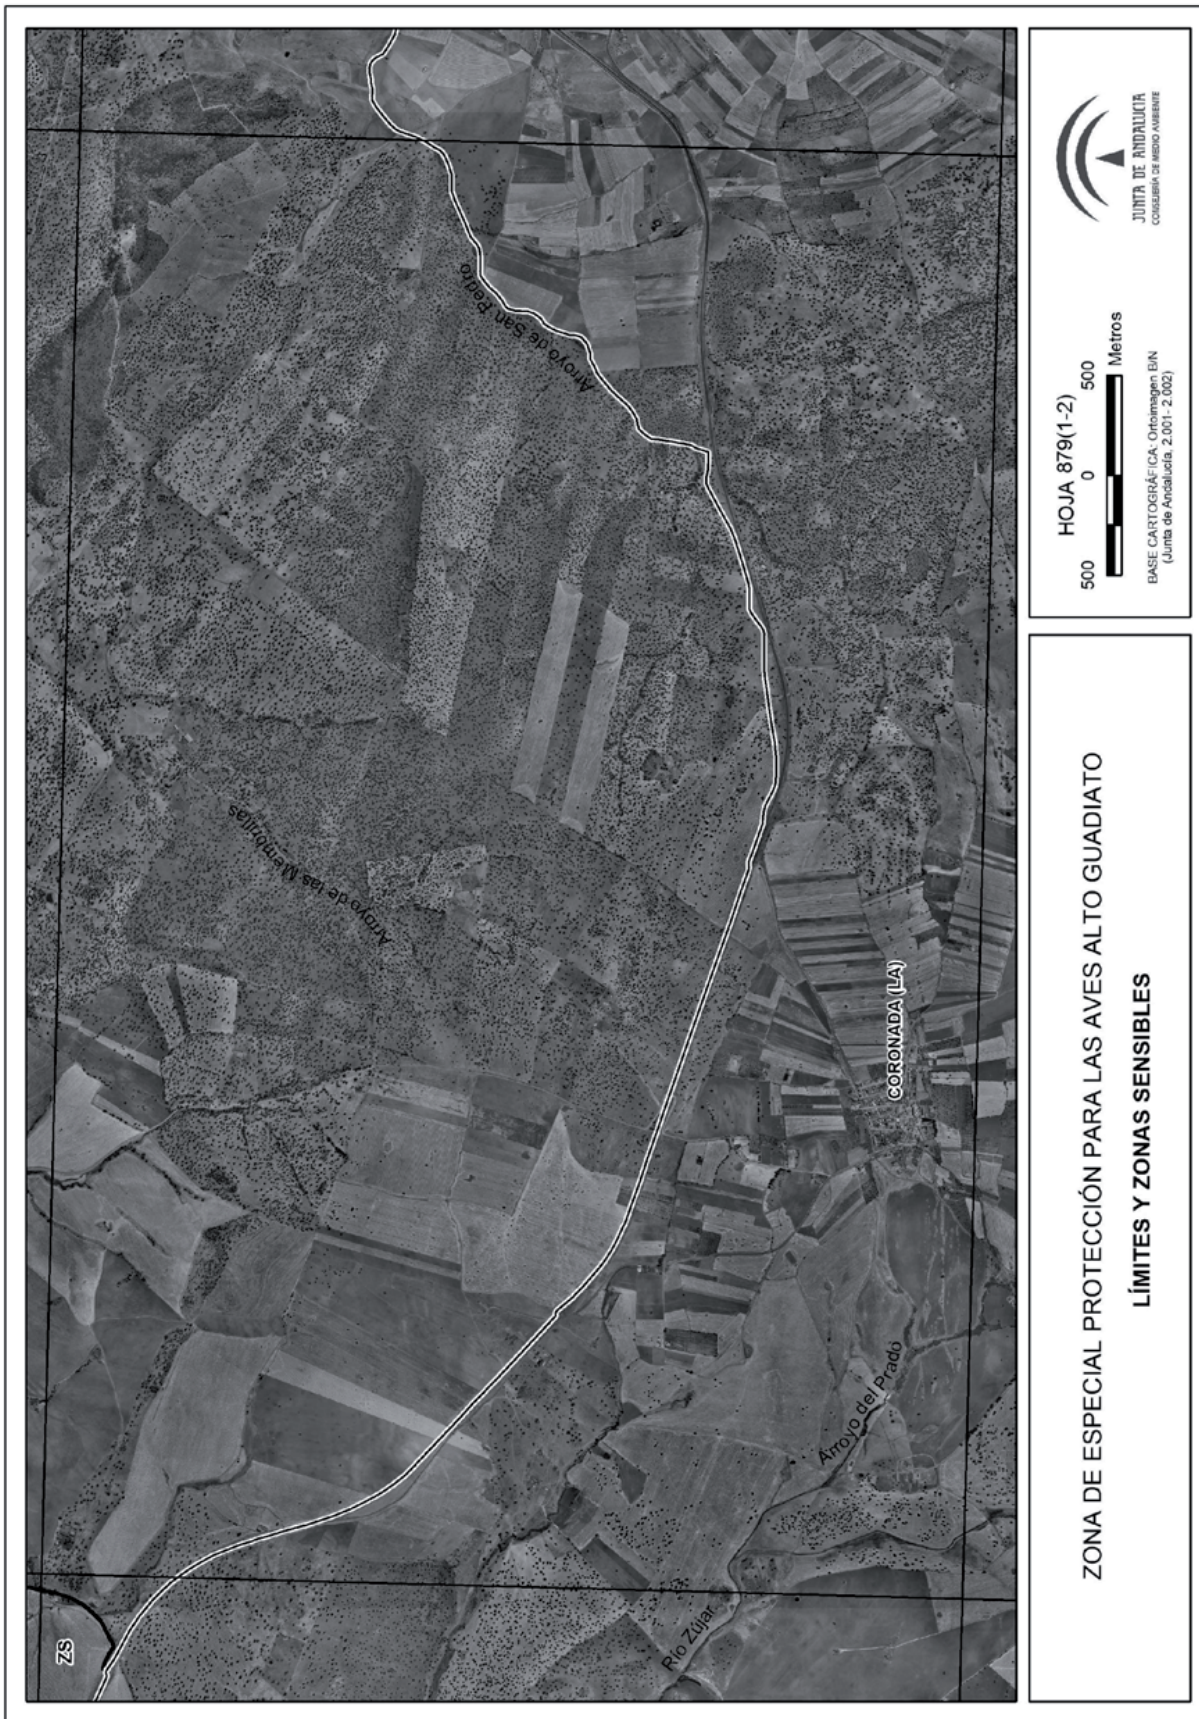 ZS
Arroyo de las Membrillas
Arroyo de San Pedro
CORONADA (LA)
Arroyo del Prado
Río Zújar
ZONA DE ESPECIAL PROTECCIÓN PARA LAS AVES ALTO GUADIATO
LÍMITES Y ZONAS SENSIBLES
HOJA 879(1-2)
500 0 500
Metros
BASE CARTOGRÁFICA: Ortoimagen B/N
(Junta de Andalucía, 2.001- 2.002)
JUNTA DE ANDALUCIA
CONSEJERÍA DE MEDIO AMBIENTE